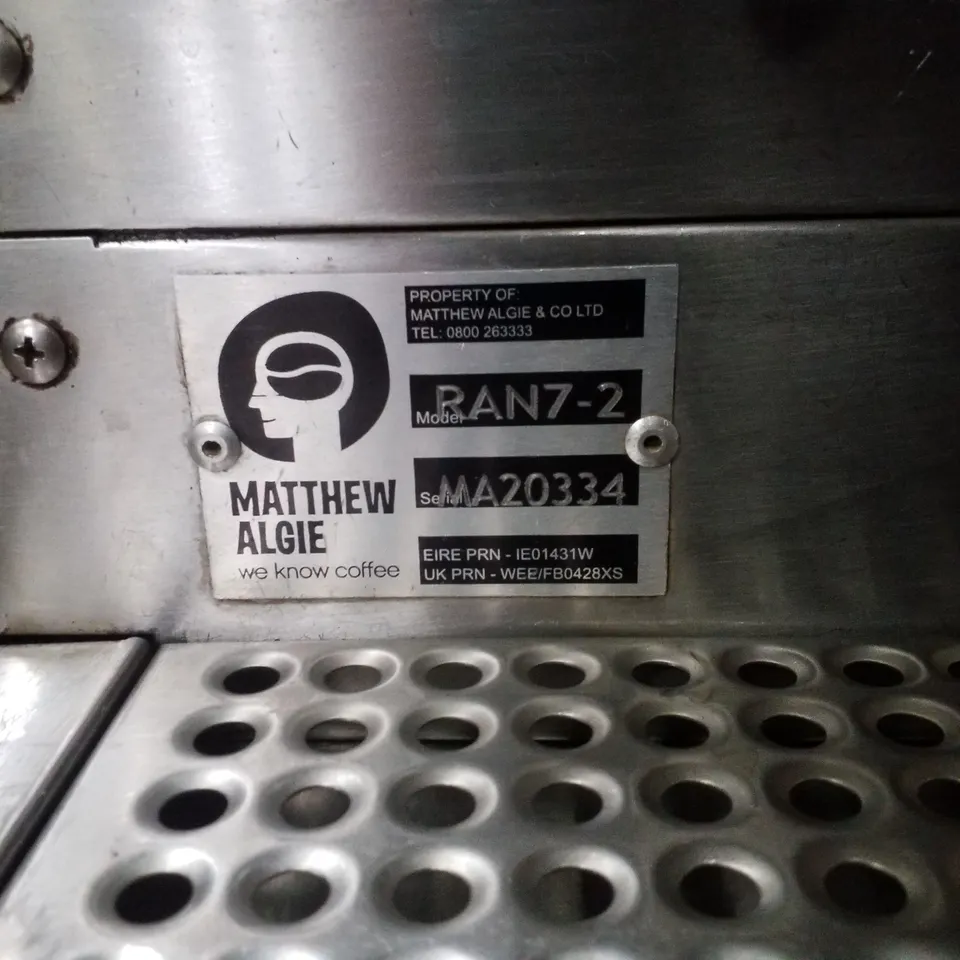 PROPERTY OF:
MATTHEW ALGIE & CO LTD
TEL: 0800 263333
Model RAN7-2
Serial MA20334
EIRE PRN - IE01431W
UK PRN - WEE/FB0428XS
MATTHEW
ALGIE
we know coffee